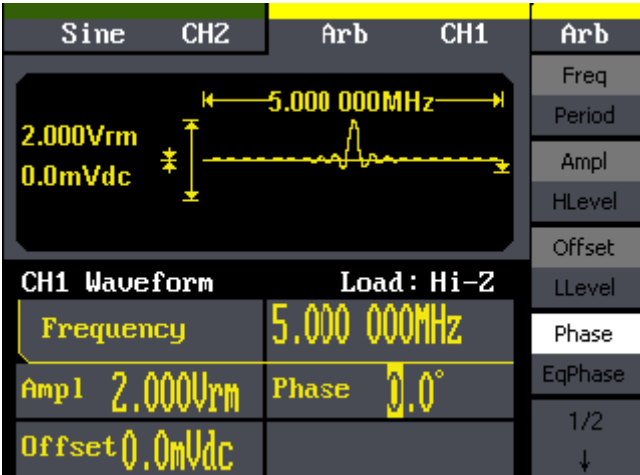 Sine CH2 Arb CH1 Arb
5.000 000MHz
2.000Vrm
0.0mVdc
CH1 Waveform Load: Hi-Z
Frequency 5.000 000MHz
Ampl 2.000Vrm Phase 0.0°
Offset 0.0mVdc
Freq
Period
Ampl
HLevel
Offset
LLevel
Phase
EqPhase
1/2
↓